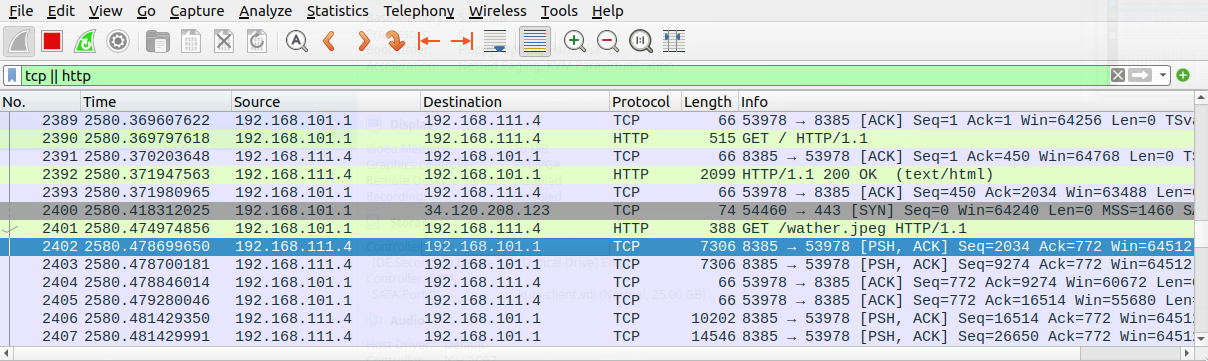 File Edit View Go Capture Analyze Statistics Telephony Wireless Tools Help
tcp || http
No. Time Source Destination Protocol Length Info
2389 2580.369607622 192.168.101.1 192.168.111.4 TCP 66 53978 → 8385 [ACK] Seq=1 Ack=1 Win=64256 Len=0 TSva
2390 2580.369797618 192.168.101.1 192.168.111.4 HTTP 515 GET / HTTP/1.1
2391 2580.370203648 192.168.111.4 192.168.101.1 TCP 66 8385 → 53978 [ACK] Seq=1 Ack=450 Win=64768 Len=0 TS
2392 2580.371947563 192.168.111.4 192.168.101.1 HTTP 2099 HTTP/1.1 200 OK (text/html)
2393 2580.371980965 192.168.101.1 192.168.111.4 TCP 66 53978 → 8385 [ACK] Seq=450 Ack=2034 Win=63488 Len=
2400 2580.418312025 192.168.101.1 34.120.208.123 TCP 74 54460 → 443 [SYN] Seq=0 Win=64240 Len=0 MSS=1460 SA
2401 2580.474974856 192.168.101.1 192.168.111.4 HTTP 388 GET /wather.jpeg HTTP/1.1
2402 2580.478699650 192.168.111.4 192.168.101.1 TCP 7306 8385 → 53978 [PSH, ACK] Seq=2034 Ack=772 Win=64512
2403 2580.478700181 192.168.111.4 192.168.101.1 TCP 7306 8385 → 53978 [PSH, ACK] Seq=9274 Ack=772 Win=64512
2404 2580.478846014 192.168.101.1 192.168.111.4 TCP 66 53978 → 8385 [ACK] Seq=772 Ack=9274 Win=60672 Len=
2405 2580.479280046 192.168.101.1 192.168.111.4 TCP 66 53978 → 8385 [ACK] Seq=772 Ack=16514 Win=55680 Len=
2406 2580.481429350 192.168.111.4 192.168.101.1 TCP 10202 8385 → 53978 [PSH, ACK] Seq=16514 Ack=772 Win=6451
2407 2580.481429991 192.168.111.4 192.168.101.1 TCP 14546 8385 → 53978 [PSH, ACK] Seq=26650 Ack=772 Win=6451